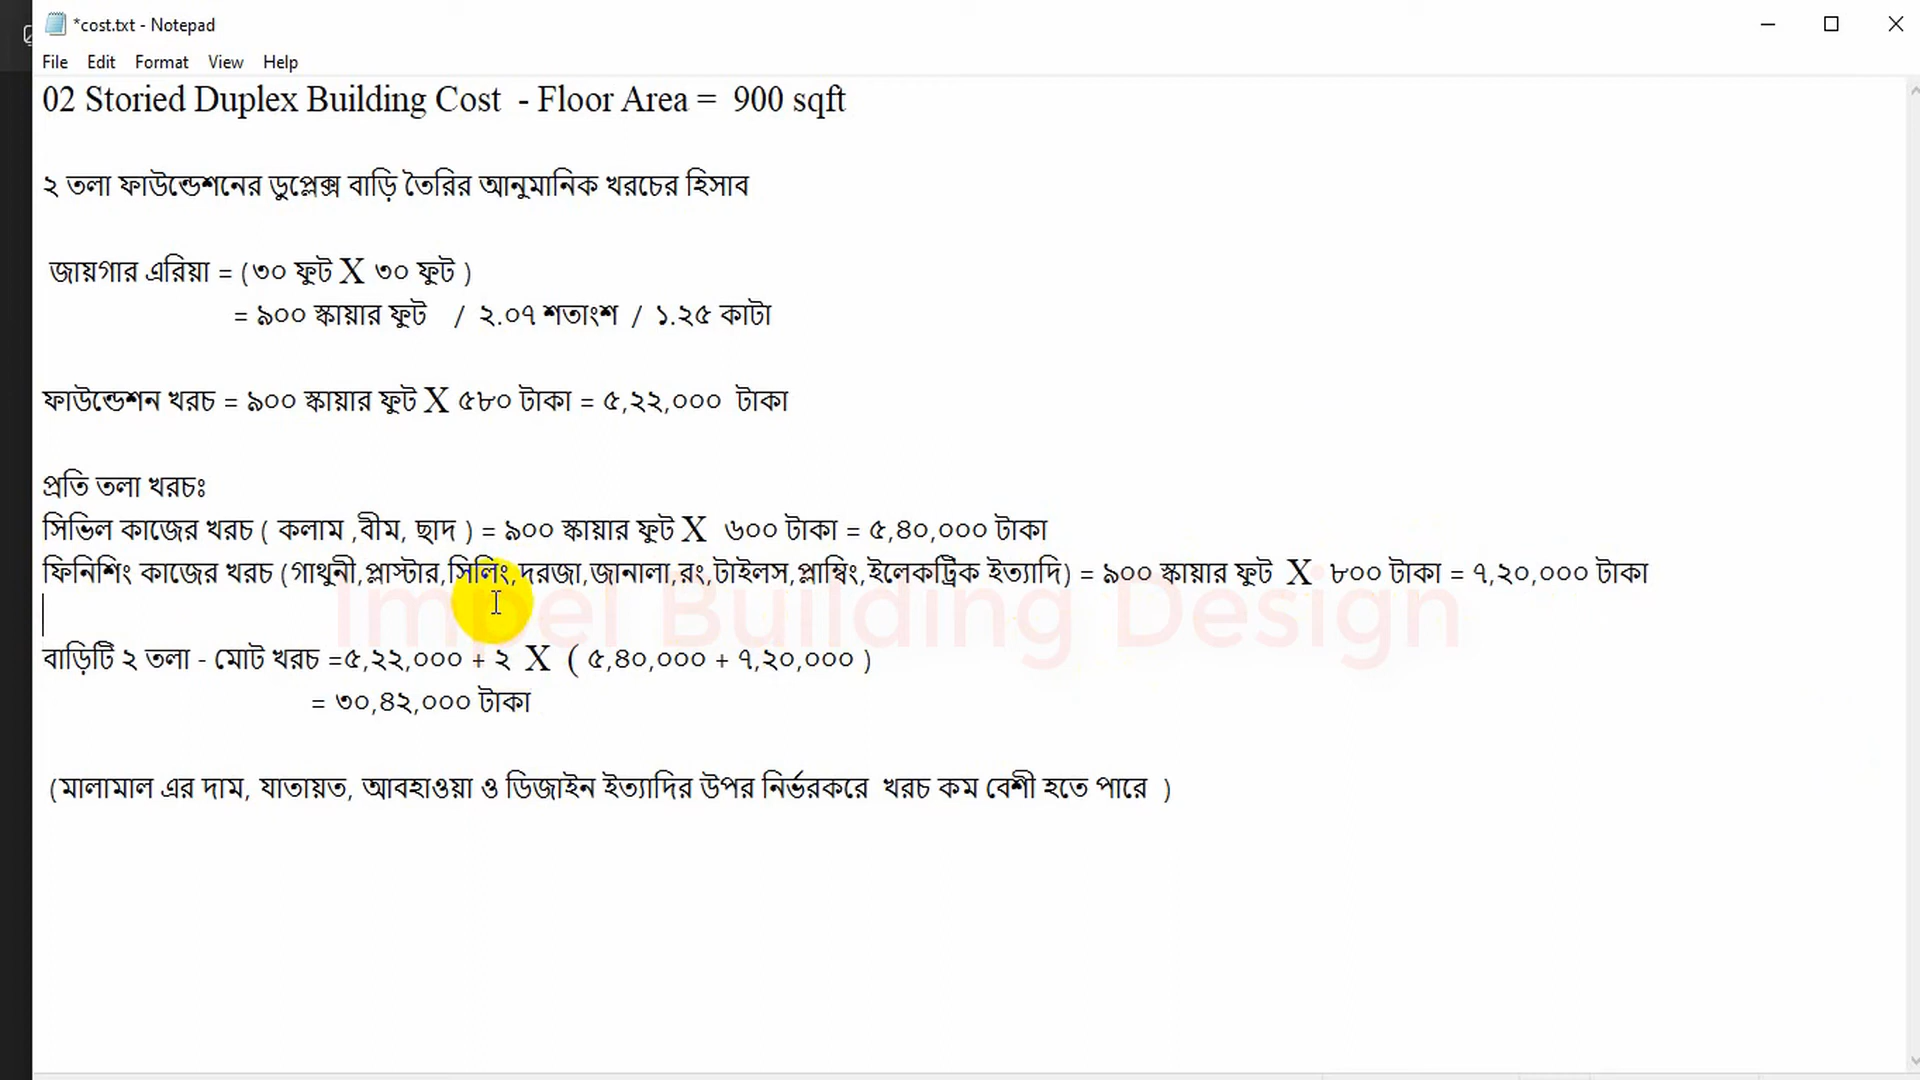 *cost.txt - Notepad
File Edit Format View Help
02 Storied Duplex Building Cost - Floor Area = 900 sqft
২ তলা ফাউন্ডেশনের ডুপ্লেক্স বাড়ি তৈরির আনুমানিক খরচের হিসাব
জায়গার এরিয়া = (৩০ ফুট X ৩০ ফুট )
= ৯০০ স্কায়ার ফুট / ২.০৭ শতাংশ / ১.২৫ কাটা
ফাউন্ডেশন খরচ = ৯০০ স্কায়ার ফুট X ৫৮০ টাকা = ৫,২২,০০০ টাকা
প্রতি তলা খরচঃ
সিভিল কাজের খরচ ( কলাম ,বীম, ছাদ ) = ৯০০ স্কায়ার ফুট X ৬০০ টাকা = ৫,৪০,০০০ টাকা
ফিনিশিং কাজের খরচ (গাথুনী,প্লাস্টার,সিলিং,দরজা,জানালা,রং,টাইলস,প্লাম্বিং,ইলেকট্রিক ইত্যাদি) = ৯০০ স্কায়ার ফুট X ৮০০ টাকা = ৭,২০,০০০ টাকা
Impel Building Design
বাড়িটি ২ তলা - মোট খরচ =৫,২২,০০০ + ২ X ( ৫,৪০,০০০ + ৭,২০,০০০ )
= ৩০,৪২,০০০ টাকা
(মালামাল এর দাম, যাতায়ত, আবহাওয়া ও ডিজাইন ইত্যাদির উপর নির্ভরকরে খরচ কম বেশী হতে পারে )